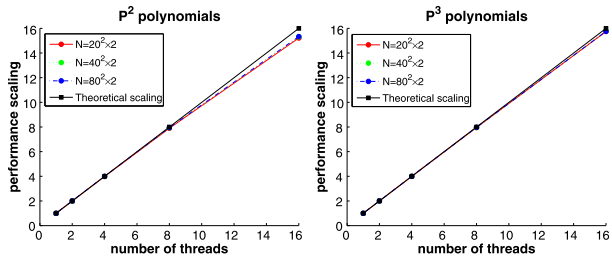 P² polynomials
performance scaling
16
14
12
10
8
6
4
2
0
N=20²×2
N=40²×2
N=80²×2
Theoretical scaling
0 2 4 6 8 10 12 14 16
number of threads
P³ polynomials
performance scaling
16
14
12
10
8
6
4
2
0
N=20²×2
N=40²×2
N=80²×2
Theoretical scaling
0 2 4 6 8 10 12 14 16
number of threads